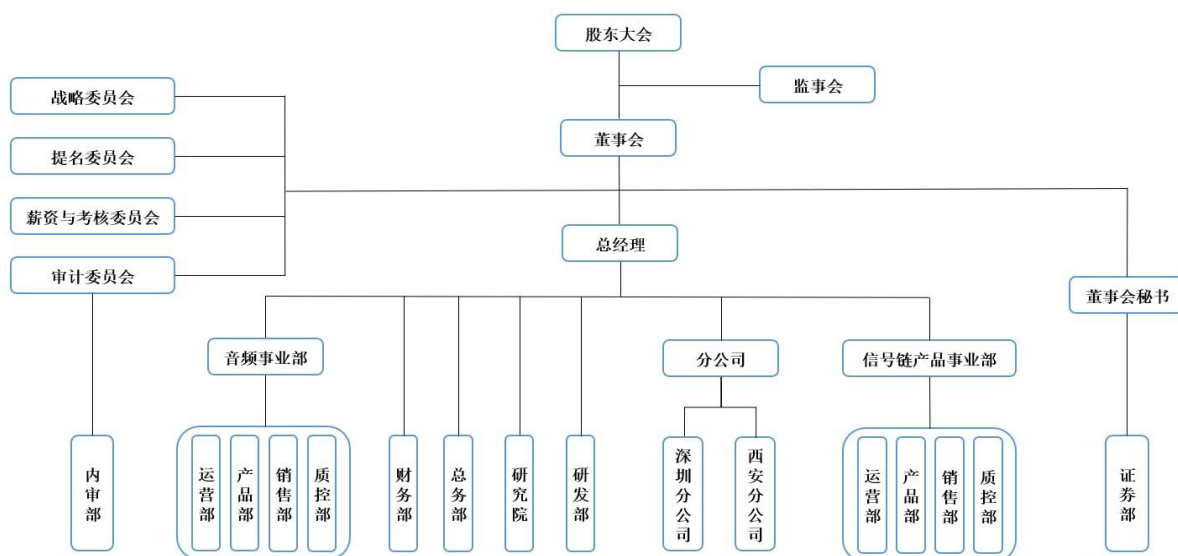 股东大会
监事会
战略委员会
董事会
提名委员会
薪资与考核委员会
总经理
审计委员会
董事会秘书
音频事业部
分公司
信号链产品事业部
内审部
运营部
产品部
销售部
质控部
财务部
总务部
研究院
研发部
深圳分公司
西安分公司
运营部
产品部
销售部
质控部
证券部